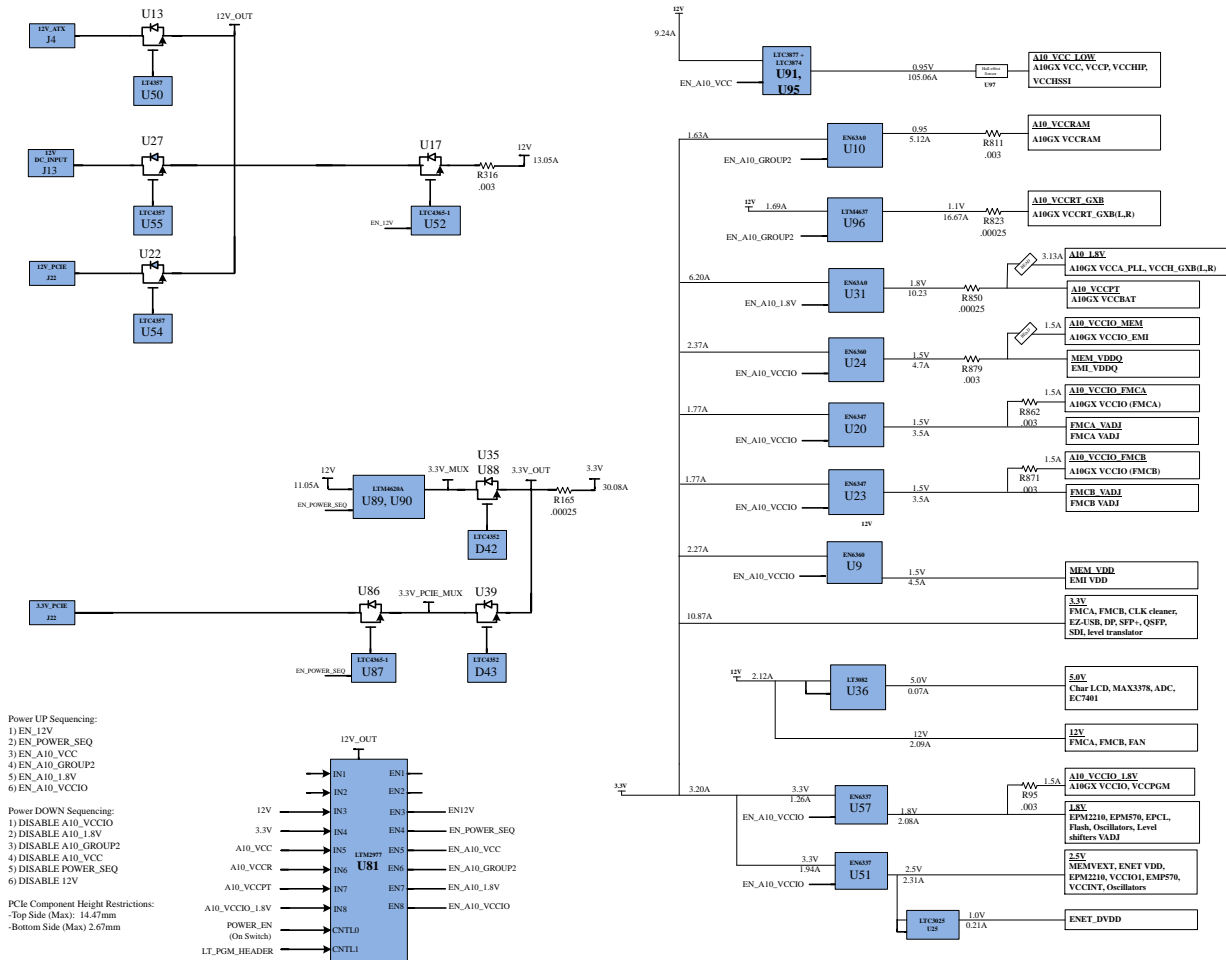 12V_ATX
J4
U13
12V_OUT
LT4357
U50
12V
DC_INPUT
J13
U27
LTC4357
U55
U17
R316
.003
12V
13.05A
EN_12V
LTC4365-1
U52
12V_PCIE
J22
U22
LTC4357
U54
12V
11.05A
EN_POWER_SEQ
LTM4620A
U89, U90
3.3V_MUX
U35
U88
3.3V_OUT
R165
.00025
3.3V
30.08A
LTC4352
D42
3.3V_PCIE
J22
U86
3.3V_PCIE_MUX
U39
EN_POWER_SEQ
LTC4365-1
U87
LTC4352
D43
Power UP Sequencing:
1) EN_12V
2) EN_POWER_SEQ
3) EN_A10_VCC
4) EN_A10_GROUP2
5) EN_A10_1.8V
6) EN_A10_VCCIO
Power DOWN Sequencing:
1) DISABLE A10_VCCIO
2) DISABLE A10_1.8V
3) DISABLE A10_GROUP2
4) DISABLE A10_VCC
5) DISABLE POWER_SEQ
6) DISABLE 12V
PCIe Component Height Restrictions:
-Top Side (Max): 14.47mm
-Bottom Side (Max) 2.67mm
12V_OUT
IN1
EN1
IN2
EN2
12V
IN3
EN3
EN12V
3.3V
IN4
EN4
EN_POWER_SEQ
A10_VCC
IN5
EN5
EN_A10_VCC
LTM2977
U81
A10_VCCR
IN6
EN6
EN_A10_GROUP2
A10_VCCPT
IN7
EN7
EN_A10_1.8V
A10_VCCIO_1.8V
IN8
EN8
EN_A10_VCCIO
POWER_EN
(On Switch)
CNTL0
LT_PGM_HEADER
CNTL1
12V
9.24A
EN_A10_VCC
LTC3877 +
LTC3874
U91,
U95
0.95V
105.06A
U97
A10_VCC_LOW
A10GX VCC, VCCP, VCCHIP,
VCCHSSI
1.63A
EN_A10_GROUP2
EN63A0
U10
0.95
5.12A
R811
.003
A10_VCCRAM
A10GX VCCRAM
12V
1.69A
EN_A10_GROUP2
LTM4637
U96
1.1V
16.67A
R823
.00025
A10_VCCRT_GXB
A10GX VCCRT_GXB(L,R)
6.20A
EN_A10_1.8V
EN63A0
U31
1.8V
10.23
R850
.00025
3.13A
A10_1.8V
A10GX VCCA_PLL, VCCH_GXB(L,R)
A10_VCCPT
A10GX VCCBAT
2.37A
EN_A10_VCCIO
EN6360
U24
1.5V
4.7A
R879
.003
1.5A
A10_VCCIO_MEM
A10GX VCCIO_EMI
MEM_VDDQ
EMI_VDDQ
1.77A
EN_A10_VCCIO
EN6347
U20
1.5V
3.5A
R862
.003
1.5A
A10_VCCIO_FMCA
A10GX VCCIO (FMCA)
FMCA_VADJ
FMCA VADJ
1.77A
EN_A10_VCCIO
EN6347
U23
12V
1.5V
3.5A
R871
.003
1.5A
A10_VCCIO_FMCB
A10GX VCCIO (FMCB)
FMCB_VADJ
FMCB VADJ
2.27A
EN_A10_VCCIO
EN6360
U9
1.5V
4.5A
MEM_VDD
EMI VDD
10.87A
3.3V
FMCA, FMCB, CLK cleaner,
EZ-USB, DP, SFP+, QSFP,
SDI, level translator
12V
2.12A
LT3082
U36
5.0V
0.07A
5.0V
Char LCD, MAX3378, ADC,
EC7401
12V
2.09A
12V
FMCA, FMCB, FAN
3.3V
3.20A
3.3V
1.26A
EN_A10_VCCIO
EN6337
U57
1.8V
2.08A
R95
.003
1.5A
A10_VCCIO_1.8V
A10GX VCCIO, VCCPGM
1.8V
EPM2210, EPM570, EPCL,
Flash, Oscillators, Level
shifters VADJ
3.3V
1.94A
EN_A10_VCCIO
EN6337
U51
2.5V
2.31A
2.5V
MEMVEXT, ENET VDD,
EPM2210, VCCIO1, EMP570,
VCCINT, Oscillators
LTC3025
U25
1.0V
0.21A
ENET_DVDD